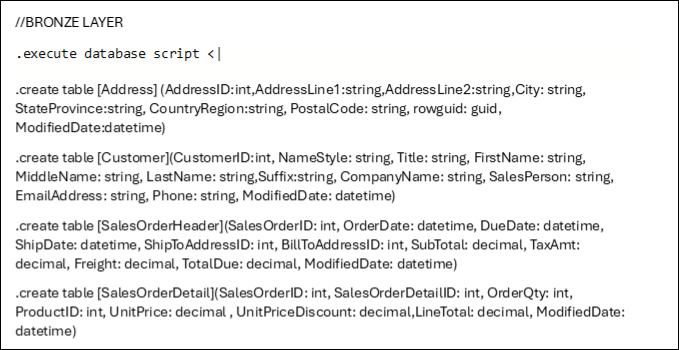 //BRONZE LAYER
.execute database script <|
.create table [Address] (AddressID:int,AddressLine1:string,AddressLine2:string,City: string,
StateProvince:string, CountryRegion:string, PostalCode: string, rowguid: guid,
ModifiedDate:datetime)
.create table [Customer](CustomerID:int, NameStyle: string, Title: string, FirstName: string,
MiddleName: string, LastName: string,Suffix:string, CompanyName: string, SalesPerson: string,
EmailAddress: string, Phone: string, ModifiedDate: datetime)
.create table [SalesOrderHeader](SalesOrderID: int, OrderDate: datetime, DueDate: datetime,
ShipDate: datetime, ShipToAddressID: int, BillToAddressID: int, SubTotal: decimal, TaxAmt:
decimal, Freight: decimal, TotalDue: decimal, ModifiedDate: datetime)
.create table [SalesOrderDetail](SalesOrderID: int, SalesOrderDetailID: int, OrderQty: int,
ProductID: int, UnitPrice: decimal , UnitPriceDiscount: decimal,LineTotal: decimal, ModifiedDate:
datetime)